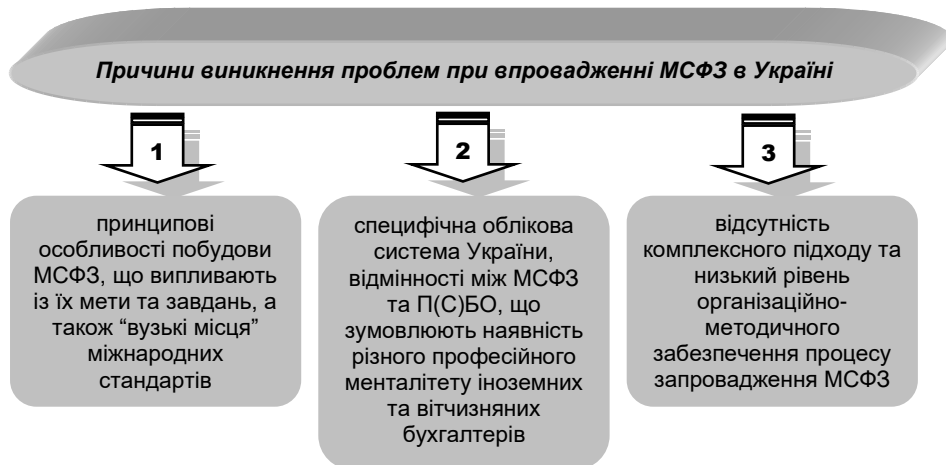 Причини виникнення проблем при впровадженні МСФЗ в Україні
1
принципові
особливості побудови
МСФЗ, що випливають
із їх мети та завдань, а
також “вузькі місця”
міжнародних
стандартів
2
специфічна облікова
система України,
відмінності між МСФЗ
та П(С)БО, що
зумовлюють наявність
різного професійного
менталітету іноземних
та вітчизняних
бухгалтерів
3
відсутність
комплексного підходу та
низький рівень
організаційно-
методичного
забезпечення процесу
запровадження МСФЗ